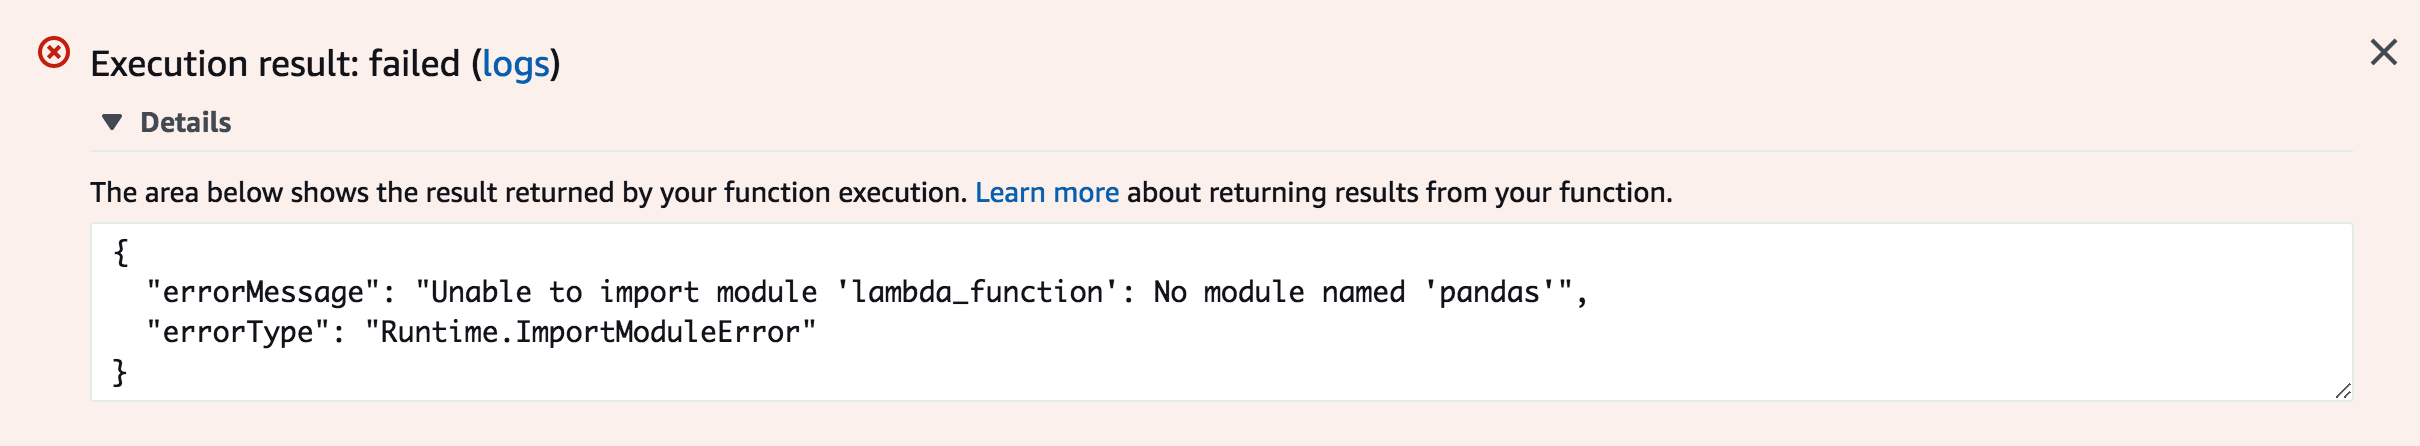 Execution result: failed (logs)
Details
The area below shows the result returned by your function execution. Learn more about returning results from your function.
{
  "errorMessage": "Unable to import module 'lambda_function': No module named 'pandas'",
  "errorType": "Runtime.ImportModuleError"
}